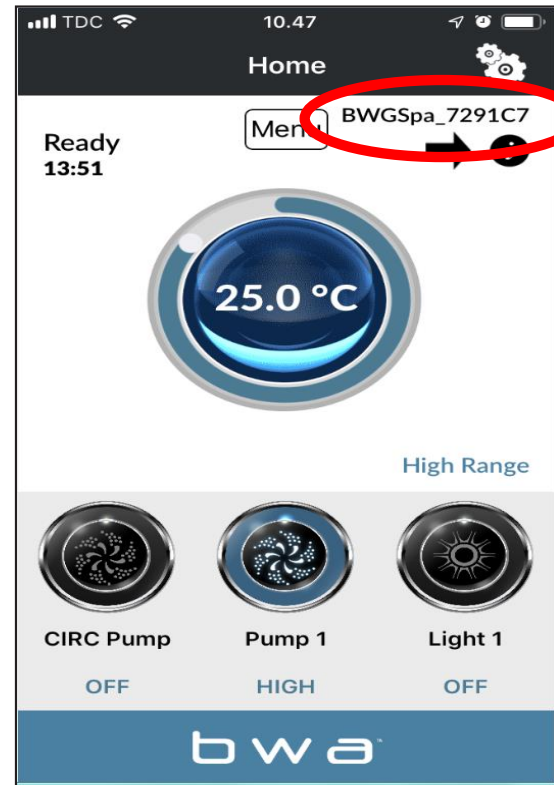 TDC 10.47
Home
Menu
BWGSpa_7291C7
Ready
13:51
25.0 °C
High Range
CIRC Pump Pump 1 Light 1
OFF HIGH OFF
bwa